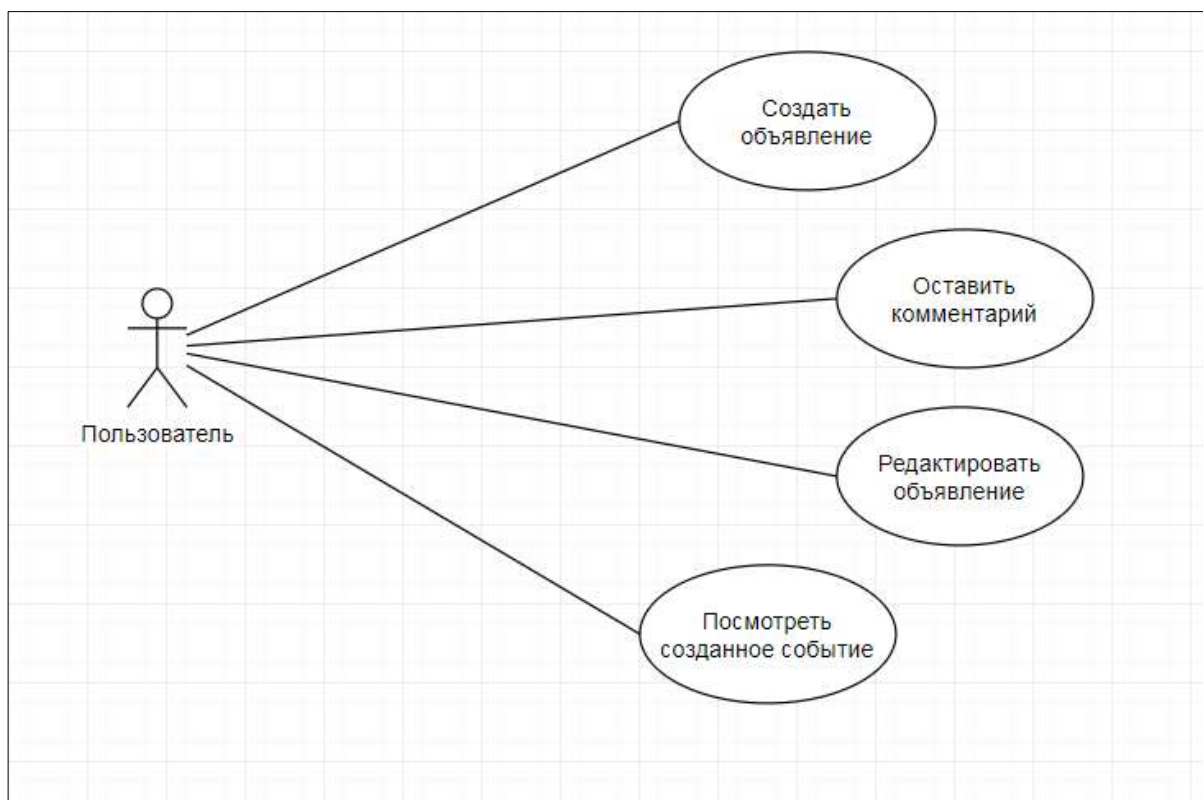 Создать
объявление
Оставить
комментарий
Пользователь
Редактировать
объявление
Посмотреть
созданное событие